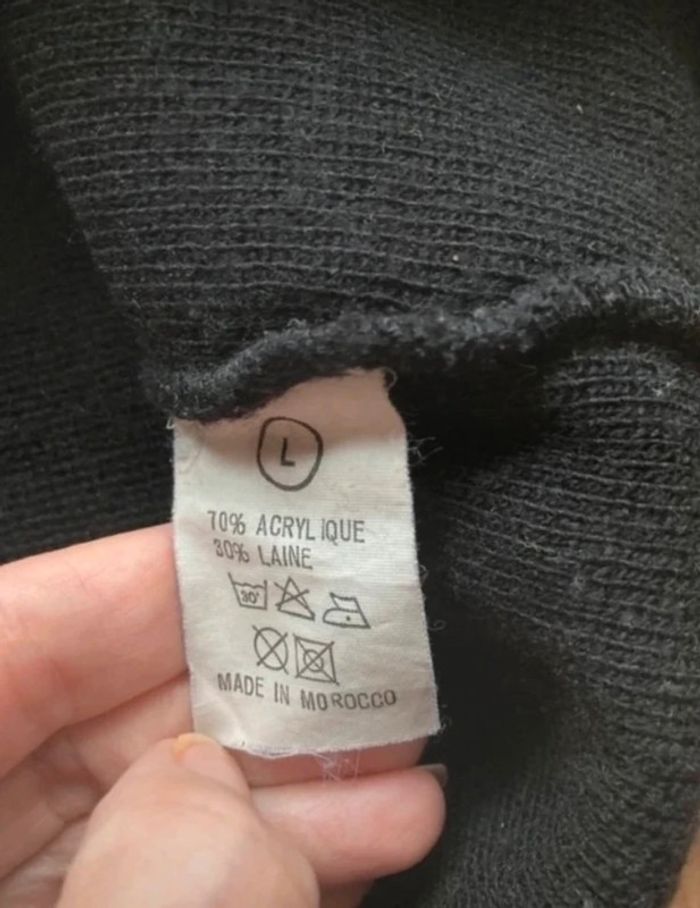 L
70% ACRYLIQUE
30% LAINE
30°
MADE IN MOROCCO